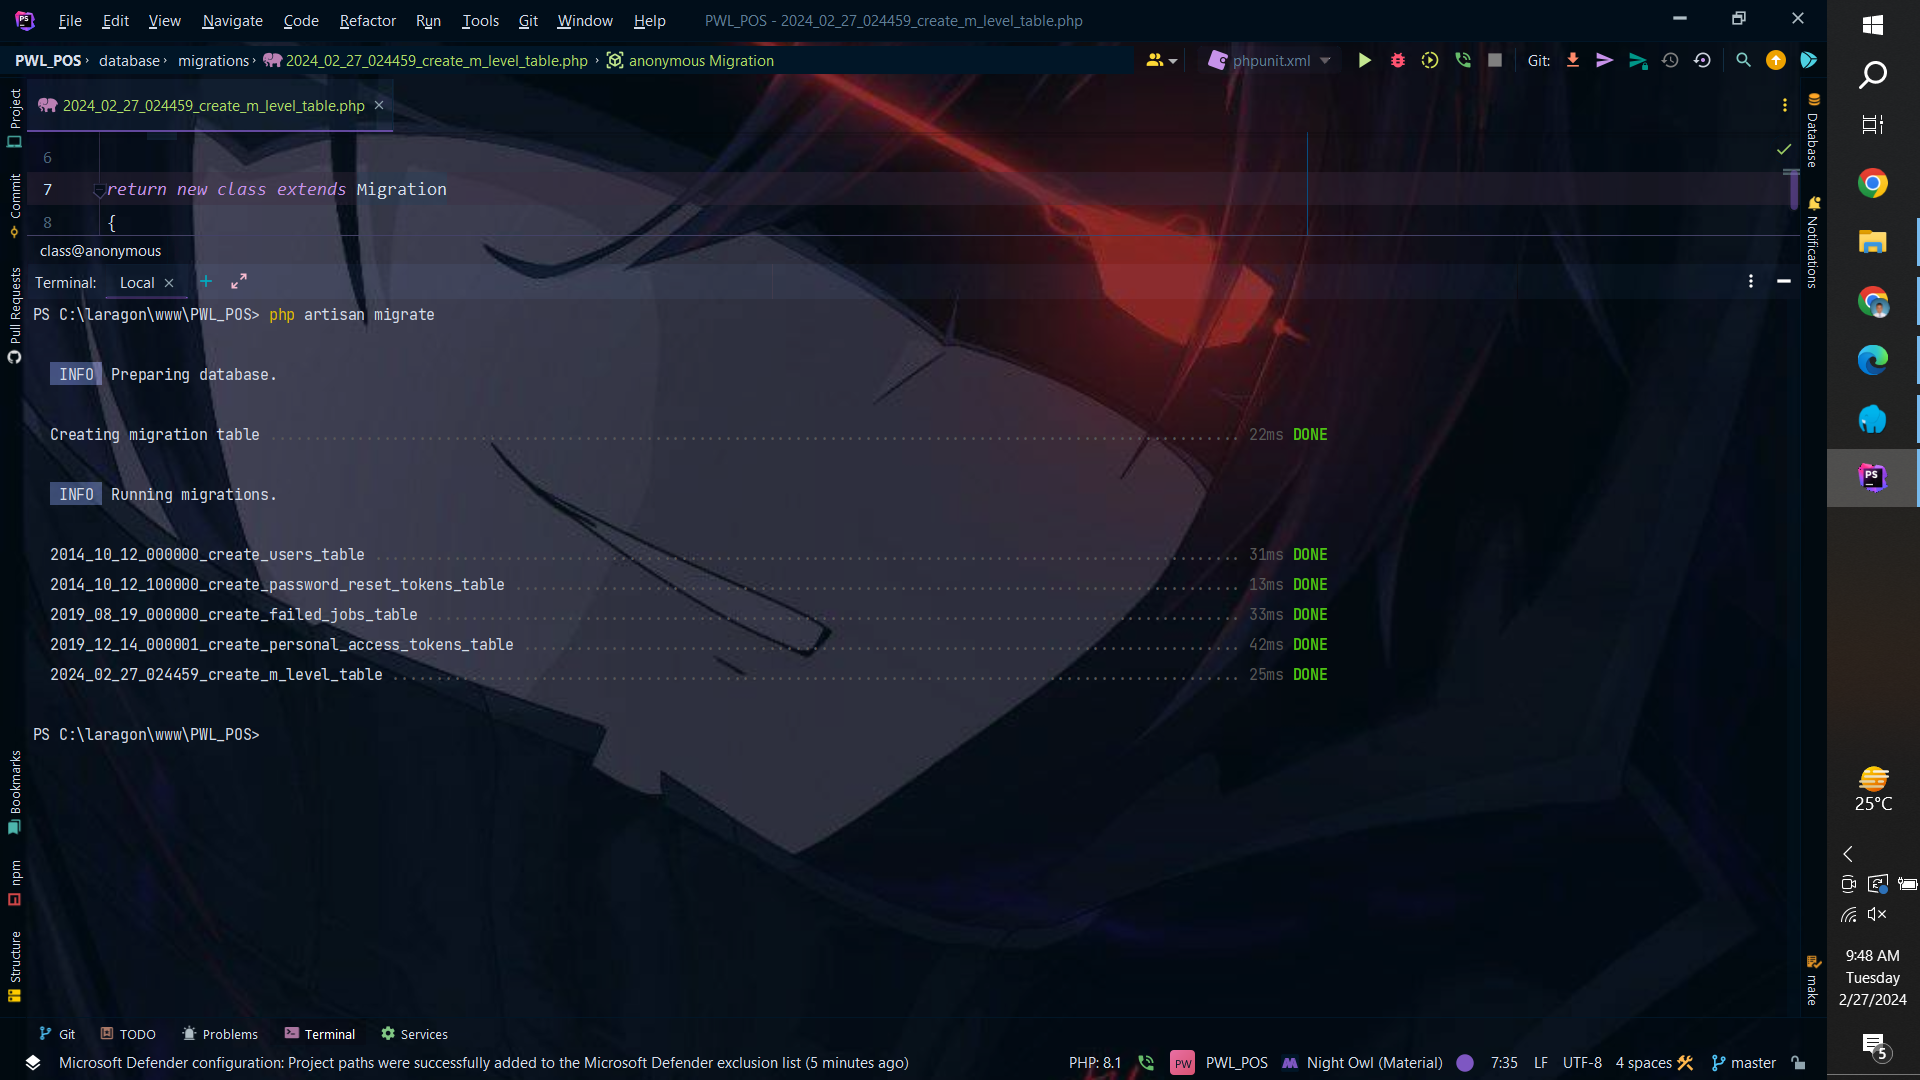 File Edit View Navigate Code Refactor Run Tools Git Window Help PWL_POS - 2024_02_27_024459_create_m_level_table.php
PWL_POS database migrations 2024_02_27_024459_create_m_level_table.php anonymous Migration phpunit.xml Git:
Project
Commit
Pull Requests
Bookmarks
npm
Structure
2024_02_27_024459_create_m_level_table.php
6
7 return new class extends Migration
8 {
class@anonymous
Terminal: Local
PS C:\laragon\www\PWL_POS> php artisan migrate
INFO Preparing database.
Creating migration table 22ms DONE
INFO Running migrations.
2014_10_12_000000_create_users_table 31ms DONE
2014_10_12_100000_create_password_reset_tokens_table 13ms DONE
2019_08_19_000000_create_failed_jobs_table 33ms DONE
2019_12_14_000001_create_personal_access_tokens_table 42ms DONE
2024_02_27_024459_create_m_level_table 25ms DONE
PS C:\laragon\www\PWL_POS>
Database
Notifications
make
Git TODO Problems Terminal Services
Microsoft Defender configuration: Project paths were successfully added to the Microsoft Defender exclusion list (5 minutes ago) PHP: 8.1 PW PWL_POS Night Owl (Material) 7:35 LF UTF-8 4 spaces master
PS
25°C
9:48 AM
Tuesday
2/27/2024
5